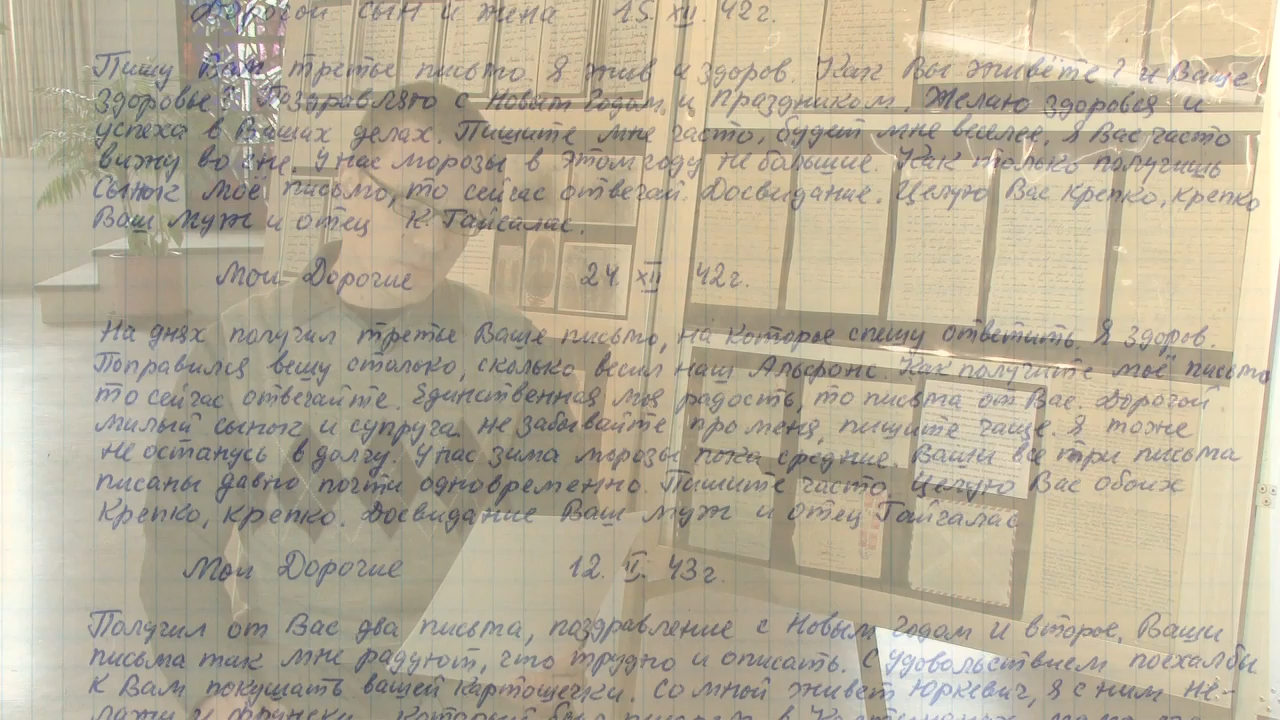 Дорогой сын и жена 15. XII. 42г.
Пишу Вам третье письмо. Я жив и здоров. Как Вы живёте? и Ваше
здоровье? Поздравляю с Новым Годом и праздником. Желаю здоровья и
успеха в Вашах делах. Пишите мне часто, будит мне веселее. Я Вас часто
вижу во сне. У нас морозы в этом году не большие. Как только получишь
Сынок моё письмо, то сейчас отвечай. Досвидание. Целую Вас крепко, крепко
Ваш муж и отец К.
Мои Дорогие 24. XII 42г.
На днях получил третье Ваше письмо, на которье спешу ответить. Я здоров.
Поправился вешу столько, сколько весил наш Альфонс. Как получите моё письмо
то сейчас отвечайте. Единственная моя радость, то письма от Вас. Дорогой
милый сынок и супруга не забывайте про меня, пишите чаще. Я тоже
не останусь в долгу. У нас зима морозы пока средние. Ваши все три письма
писаны давно почти одновременно. Пишите часто. Целую Вас обоих
Крепко, крепко. Досвидание Ваш муж и отец Гайгалас
Мои Дорогие 12. II. 43г.
Получил от Вас два письма, поздравление с Новым Годом и второе. Ваши
письма так мне радуют, что трудно и описать. С удовольствием поехал бы
К Вам покушать вашей картошечки. Со мной живет Юркевич, я с ним не-
который был